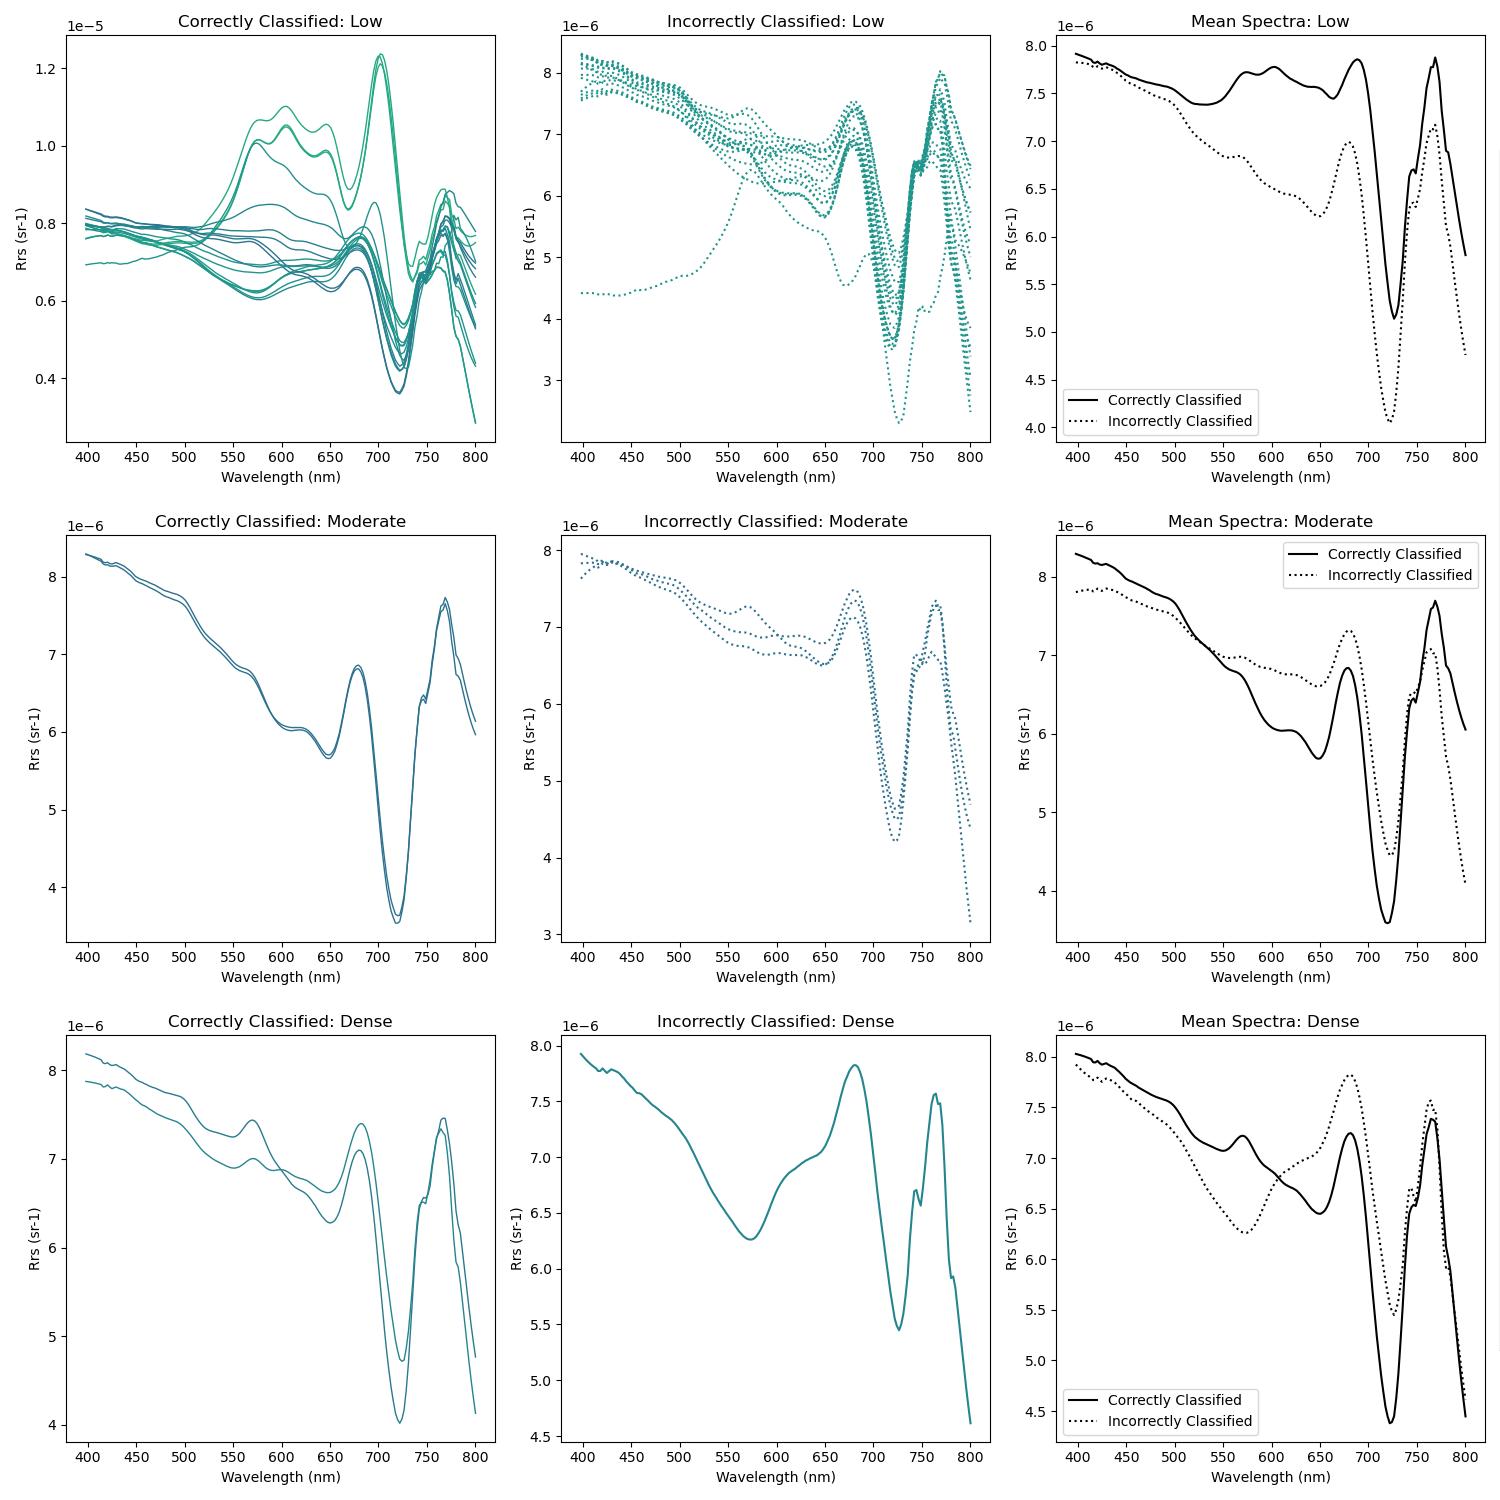 Correctly Classified: Low
1e−5
1.2
1.0
0.8
0.6
0.4
Rrs (sr-1)
400 450 500 550 600 650 700 750 800
Wavelength (nm)
Incorrectly Classified: Low
1e−6
8
7
6
5
4
3
Rrs (sr-1)
400 450 500 550 600 650 700 750 800
Wavelength (nm)
Mean Spectra: Low
1e−6
8.0
7.5
7.0
6.5
6.0
5.5
5.0
4.5
4.0
Rrs (sr-1)
Correctly Classified
Incorrectly Classified
400 450 500 550 600 650 700 750 800
Wavelength (nm)
Correctly Classified: Moderate
1e−6
8
7
6
5
4
Rrs (sr-1)
400 450 500 550 600 650 700 750 800
Wavelength (nm)
Incorrectly Classified: Moderate
1e−6
8
7
6
5
4
3
Rrs (sr-1)
400 450 500 550 600 650 700 750 800
Wavelength (nm)
Mean Spectra: Moderate
1e−6
Correctly Classified
Incorrectly Classified
8
7
6
5
4
Rrs (sr-1)
400 450 500 550 600 650 700 750 800
Wavelength (nm)
Correctly Classified: Dense
1e−6
8
7
6
5
4
Rrs (sr-1)
400 450 500 550 600 650 700 750 800
Wavelength (nm)
Incorrectly Classified: Dense
1e−6
8.0
7.5
7.0
6.5
6.0
5.5
5.0
4.5
Rrs (sr-1)
400 450 500 550 600 650 700 750 800
Wavelength (nm)
Mean Spectra: Dense
1e−6
8.0
7.5
7.0
6.5
6.0
5.5
5.0
4.5
Rrs (sr-1)
Correctly Classified
Incorrectly Classified
400 450 500 550 600 650 700 750 800
Wavelength (nm)